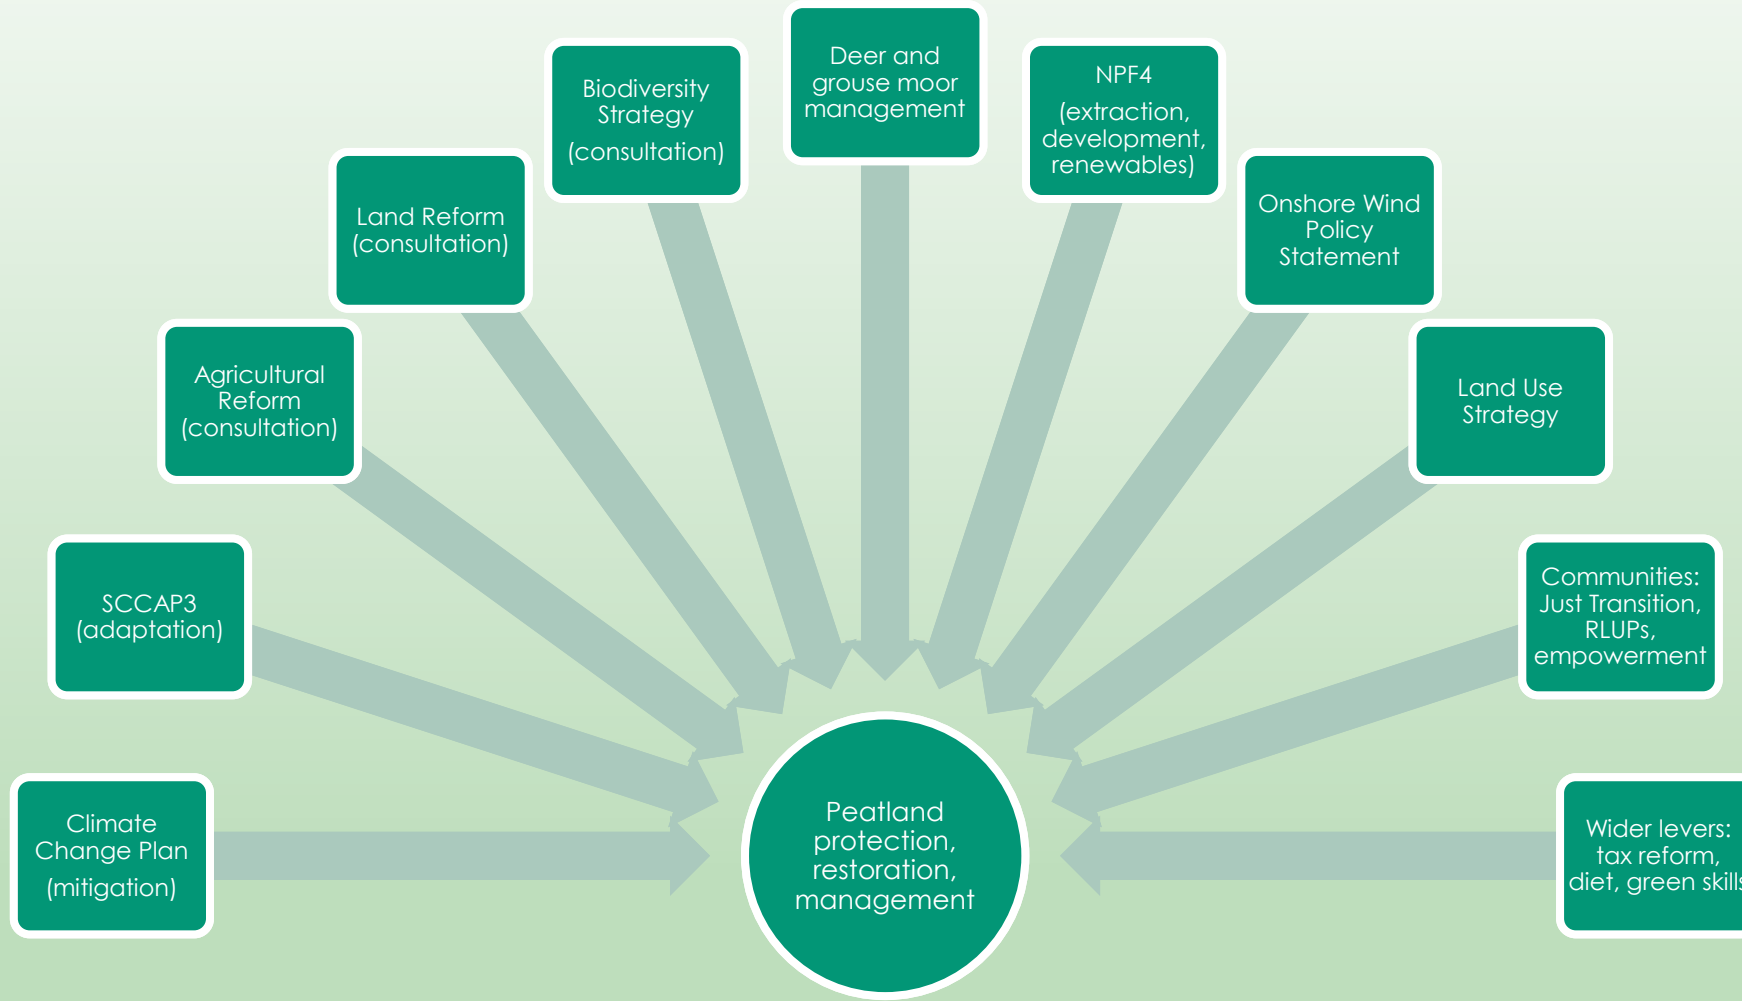 Deer and
grouse moor
management
NPF4
(extraction,
development,
renewables)
Biodiversity
Strategy
(consultation)
Onshore Wind
Policy
Statement
Land Reform
(consultation)
Agricultural
Reform
(consultation)
Land Use
Strategy
SCCAP3
(adaptation)
Communities:
Just Transition,
RLUPs,
empowerment
Climate
Change Plan
(mitigation)
Peatland
protection,
restoration,
management
Wider levers:
tax reform,
diet, green skills